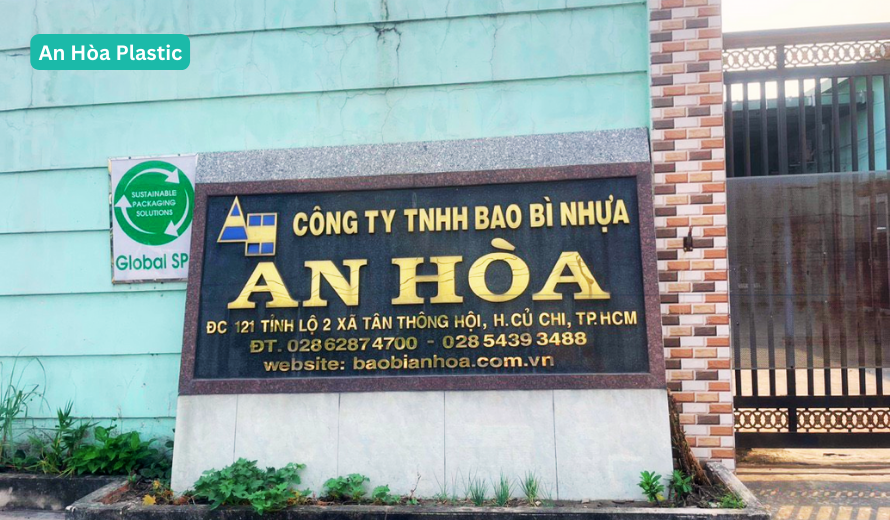 An Hòa Plastic
SUSTAINABLE
PACKAGING
SOLUTIONS
Global SP
CÔNG TY TNHH BAO BÌ NHỰA
AN HÒA
ĐC 121 TỈNH LỘ 2 XÃ TÂN THÔNG HỘI, H. CỦ CHI, TP. HCM
ĐT. 028 6287 4700 - 028 5439 3488
website: baobianhoa.com.vn